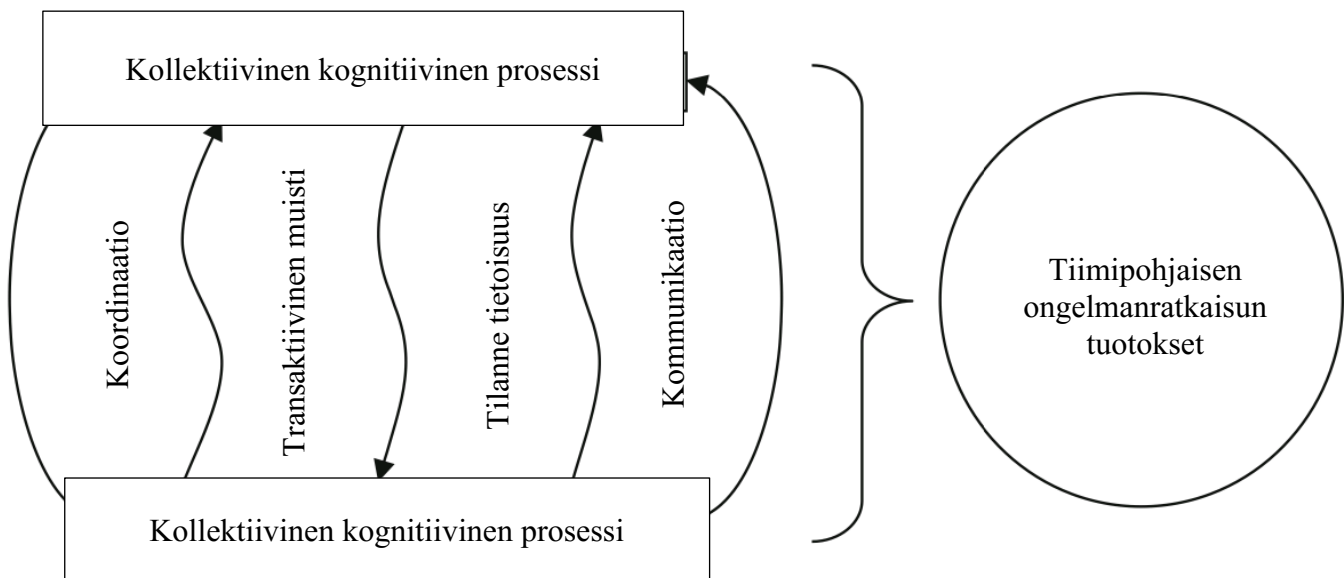 Kollektiivinen kognitiivinen prosessi
Koordinaatio
Transaktiivinen muisti
Tilanne tietoisuus
Kommunikaatio
Kollektiivinen kognitiivinen prosessi
Tiimipohjaisen
ongelmanratkaisun
tuotokset